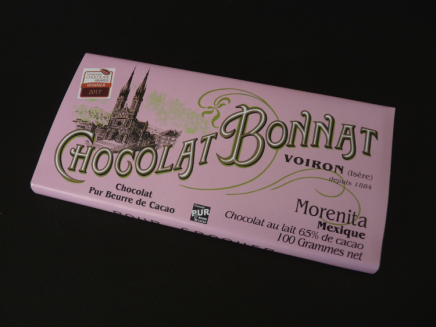 2017
CHOCOLAT BONNAT
VOIRON (Isère)
depuis 1884
Chocolat
Pur Beurre de Cacao
PUR
Morenita
Mexique
Chocolat au lait 65% de cacao
100 Grammes net